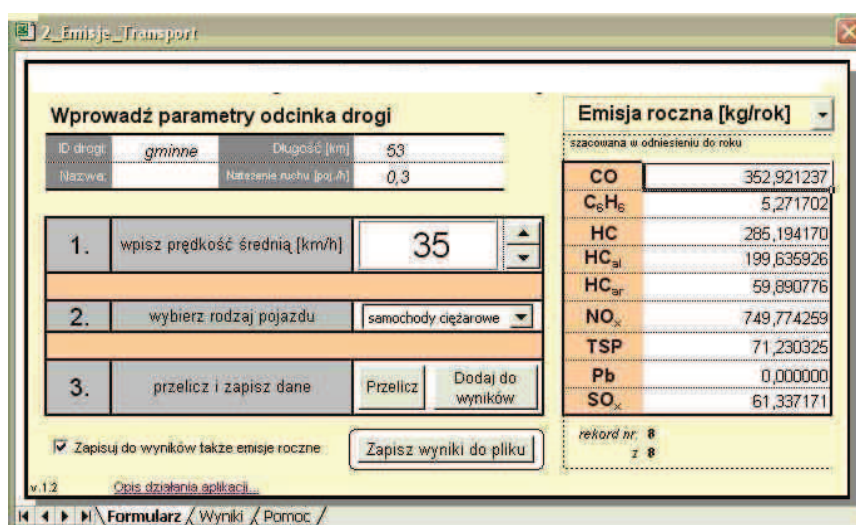 2_Emisje_Transport
Wprowadź parametry odcinka drogi
ID drogi: gminne Długość [km] 53
Nazwa: Natężenie ruchu [poj./h] 0,3
1. wpisz prędkość średnią [km/h] 35
2. wybierz rodzaj pojazdu samochody ciężarowe
3. przelicz i zapisz dane Przelicz Dodaj do wyników
Zapisuj do wyników także emisje roczne Zapisz wyniki do pliku
v.1.2 Opis działania aplikacji...
Emisja roczna [kg/rok]
szacowana w odniesieniu do roku
CO 352,921237
C6H6 5,271702
HC 285,194170
HCal 199,635926
HCar 59,890776
NOx 749,774259
TSP 71,230325
Pb 0,000000
SOx 61,337171
rekord nr: 8
z 8
Formularz Wyniki Pomoc